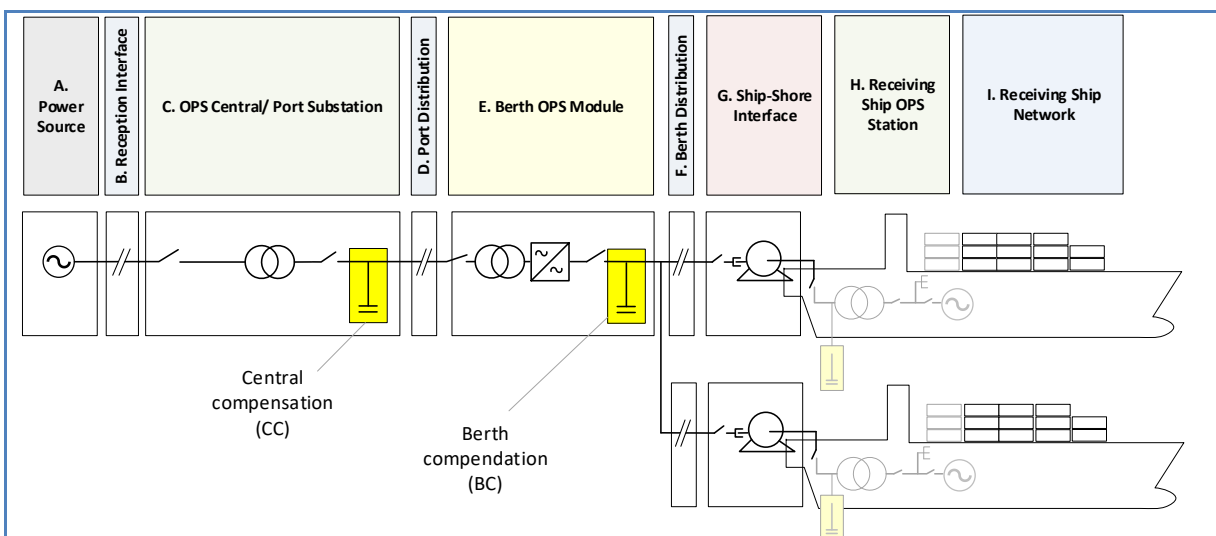 A.
Power
Source
B. Reception Interface
C. OPS Central/ Port Substation
D. Port Distribution
E. Berth OPS Module
F. Berth Distribution
G. Ship-Shore
Interface
H. Receiving
Ship OPS
Station
I. Receiving Ship
Network
Central
compensation
(CC)
Berth
compendation
(BC)